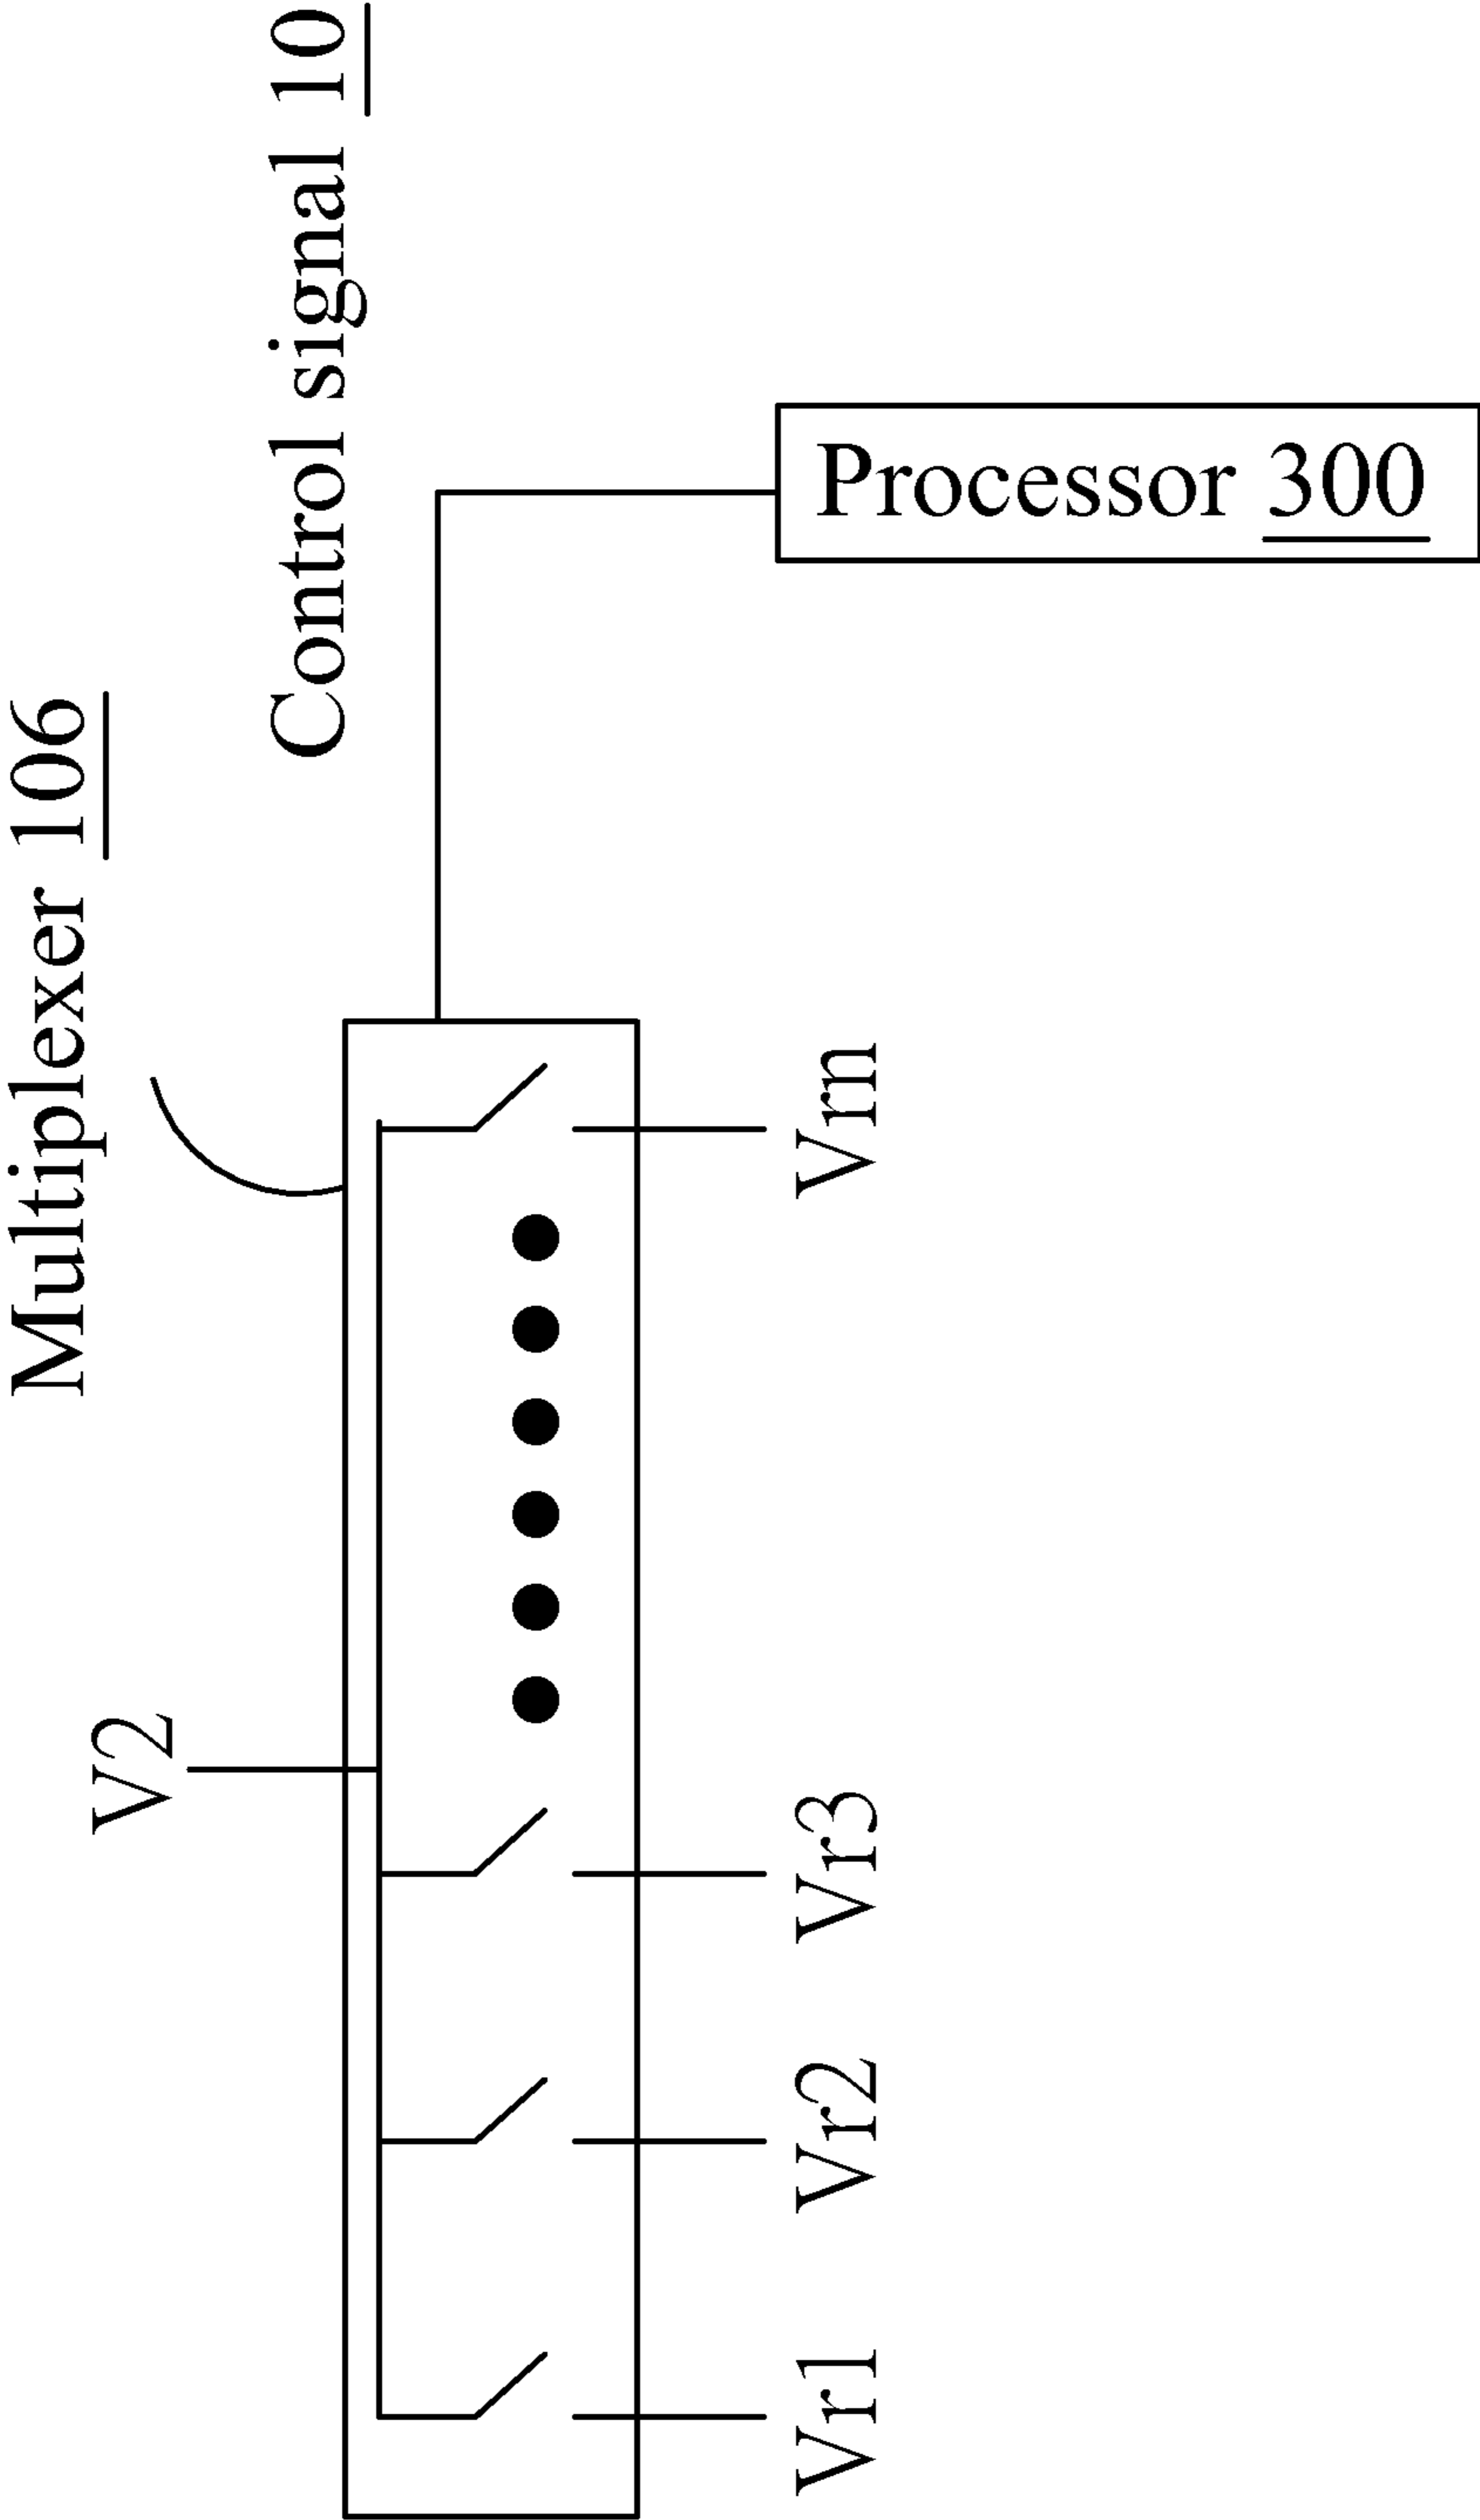 Multiplexer 106
V2
Control signal 10
Vr1
Vr2
Vr3
Vrn
Processor 300